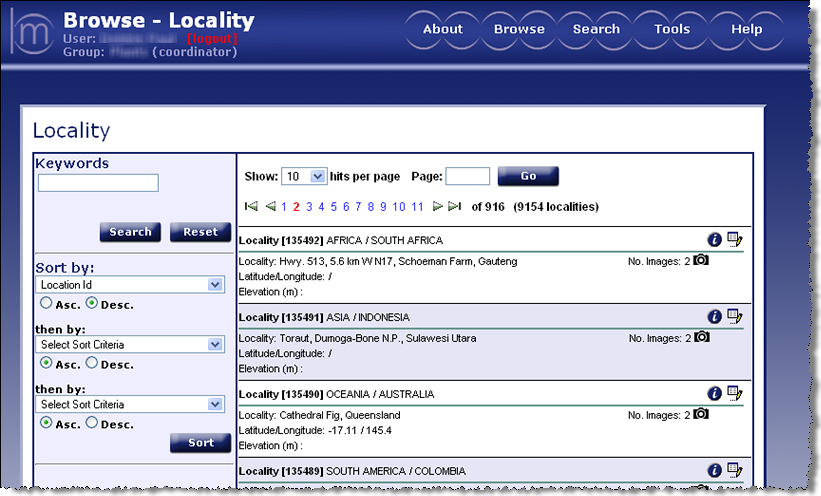 m
Browse - Locality
User: [logout]
Group: (coordinator)
About Browse Search Tools Help
Locality
Keywords
Search Reset
Sort by:
Location Id
Asc. Desc.
then by:
Select Sort Criteria
Asc. Desc.
then by:
Select Sort Criteria
Asc. Desc.
Sort
Show: 10 hits per page Page: Go
1 2 3 4 5 6 7 8 9 10 11 of 916 (9154 localities)
Locality [135492] AFRICA / SOUTH AFRICA
Locality: Hwy. 513, 5.6 km W N17, Schoeman Farm, Gauteng No. Images: 2
Latitude/Longitude: /
Elevation (m) :
Locality [135491] ASIA / INDONESIA
Locality: Toraut, Dumoga-Bone N.P., Sulawesi Utara No. Images: 2
Latitude/Longitude: /
Elevation (m) :
Locality [135490] OCEANIA / AUSTRALIA
Locality: Cathedral Fig, Queensland No. Images: 2
Latitude/Longitude: -17.11 / 145.4
Elevation (m) :
Locality [135489] SOUTH AMERICA / COLOMBIA